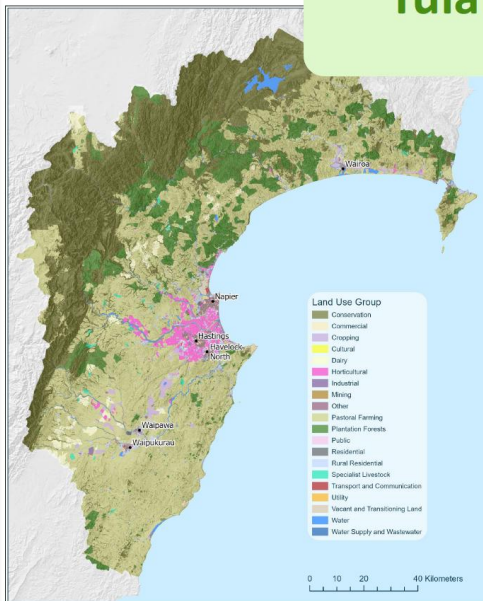 Wairoa
Napier
Hastings
Havelock
North
Waipawa
Waipukurau
Land Use Group
Conservation
Commercial
Cropping
Cultural
Dairy
Horticultural
Industrial
Mining
Other
Pastoral Farming
Plantation Forests
Public
Residential
Rural Residential
Specialist Livestock
Transport and Communication
Utility
Vacant and Transitioning Land
Water
Water Supply and Wastewater
0 10 20 40 Kilometers